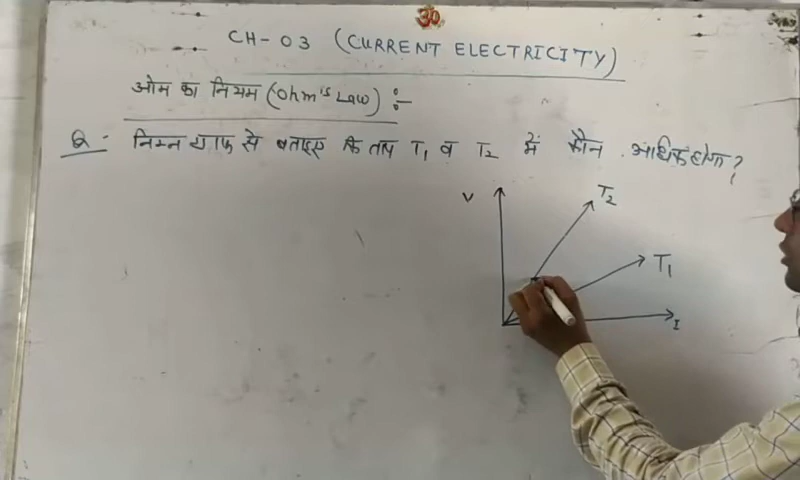 ॐ
CH-03 (CURRENT ELECTRICITY)
ओम का नियम (Ohm's Law) :-
Q:- निम्न ग्राफ से बताइए कि ताप T₁ व T₂ में कौन अधिक होगा?
V
T₂
T₁
I